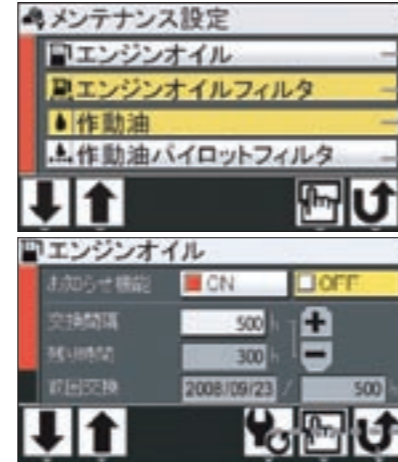 メンテナンス設定
エンジンオイル
エンジンオイルフィルタ
作動油
作動油パイロットフィルタ
エンジンオイル
お知らせ機能 ON OFF
交換間隔 500 h
残り時間 300 h
前回交換 2008/09/23 / 500 h